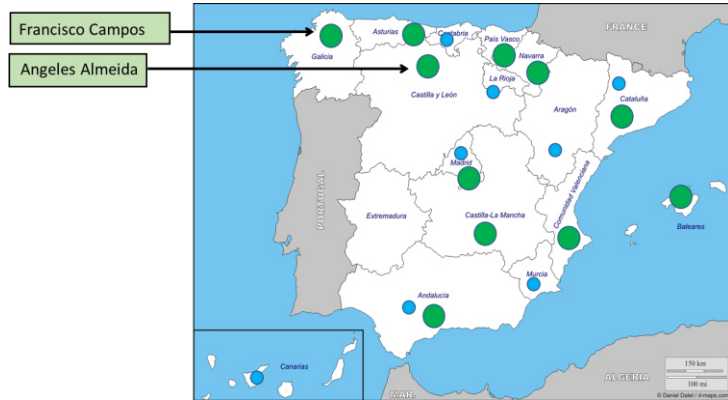 Francisco Campos
Angeles Almeida
FRANCE
Asturias
Cantabria
País Vasco
Navarra
Galicia
La Rioja
Castilla y León
Cataluña
Aragón
Madrid
PORTUGAL
Comunidad Valenciana
Extremadura
Castilla-La Mancha
Baleares
Murcia
Andalucía
Canarias
150 km
100 mi
ALGERIA
MAR.
© Daniel Dalet / d-maps.com